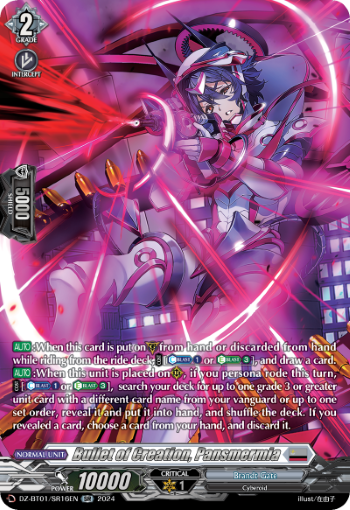 2
GRADE
INTERCEPT
5000
SHIELD
AUTO:When this card is put on from hand or discarded from hand
while riding from the ride deck, COST C BLAST 1 or E BLAST 3, and draw a card.
AUTO:When this unit is placed on , if you persona rode this turn,
COST C BLAST 1 or E BLAST 3, search your deck for up to one grade 3 or greater
unit card with a different card name from your vanguard or up to one
set order, reveal it and put it into hand, and shuffle the deck. If you
revealed a card, choose a card from your hand, and discard it.
NORMAL UNIT
Bullet of Creation, Pansmermia
POWER 10000
CRITICAL
1
Brandt Gate
Cyberoid
DZ-BT01/SR16EN SR 2024
illust/在由子